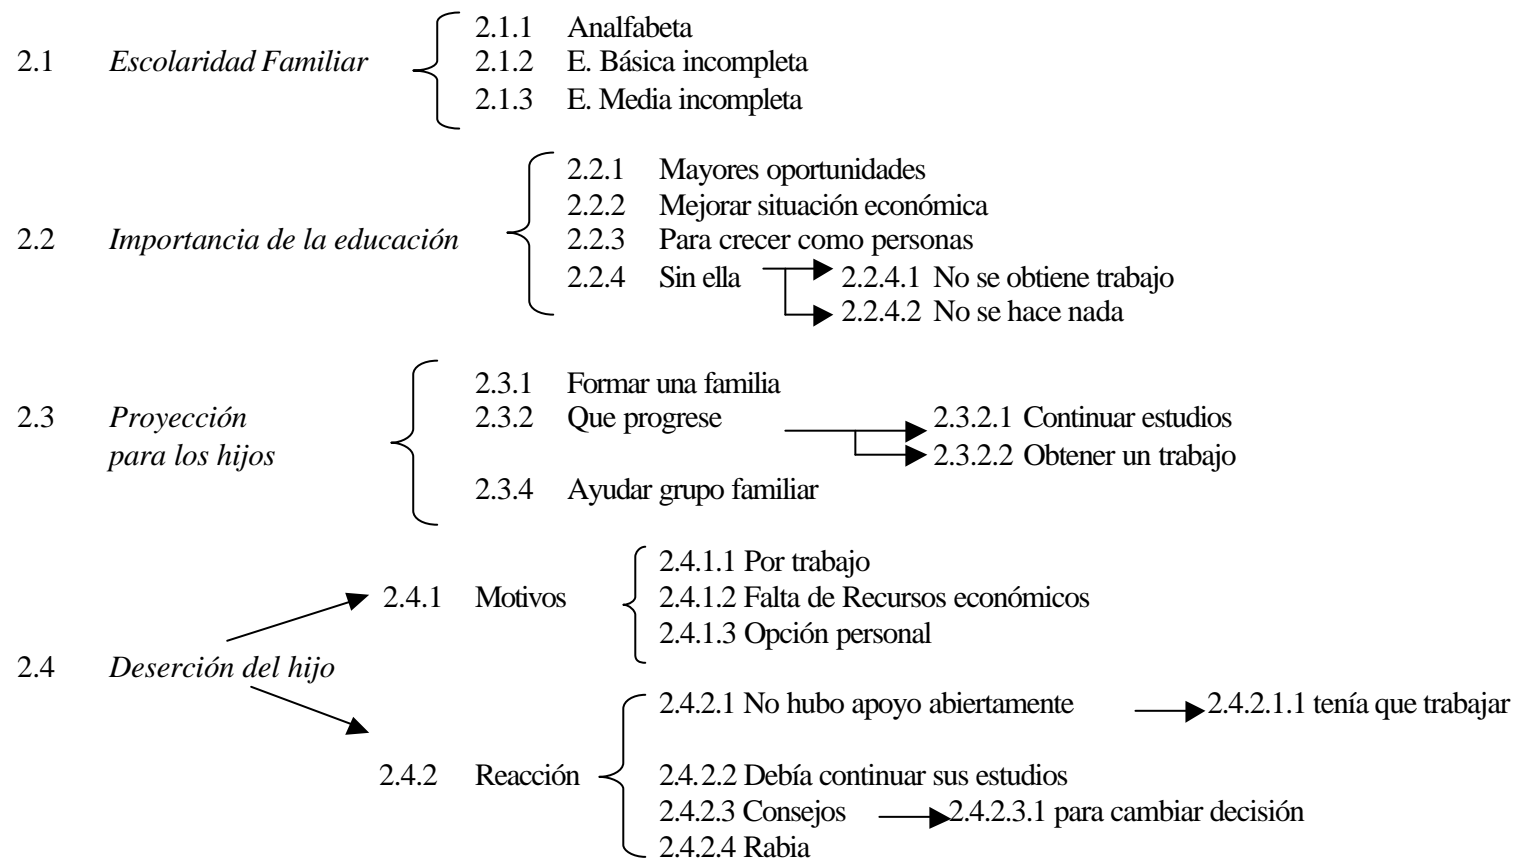 2.1.1 Analfabeta
2.1 Escolaridad Familiar 2.1.2 E. Básica incompleta
2.1.3 E. Media incompleta
2.2.1 Mayores oportunidades
2.2.2 Mejorar situación económica
2.2 Importancia de la educación 2.2.3 Para crecer como personas
2.2.4 Sin ella 2.2.4.1 No se obtiene trabajo
2.2.4.2 No se hace nada
2.3.1 Formar una familia
2.3 Proyección 2.3.2 Que progrese 2.3.2.1 Continuar estudios
para los hijos 2.3.2.2 Obtener un trabajo
2.3.4 Ayudar grupo familiar
2.4.1.1 Por trabajo
2.4.1 Motivos 2.4.1.2 Falta de Recursos económicos
2.4.1.3 Opción personal
2.4 Deserción del hijo
2.4.2.1 No hubo apoyo abiertamente 2.4.2.1.1 tenía que trabajar
2.4.2 Reacción 2.4.2.2 Debía continuar sus estudios
2.4.2.3 Consejos 2.4.2.3.1 para cambiar decisión
2.4.2.4 Rabia